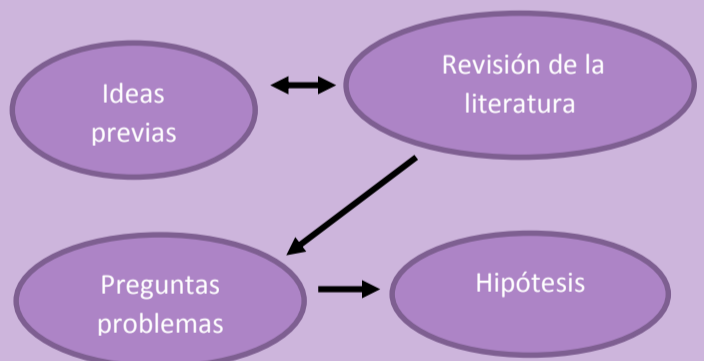 Ideas
previas
Revisión de la
literatura
Preguntas
problemas
Hipótesis